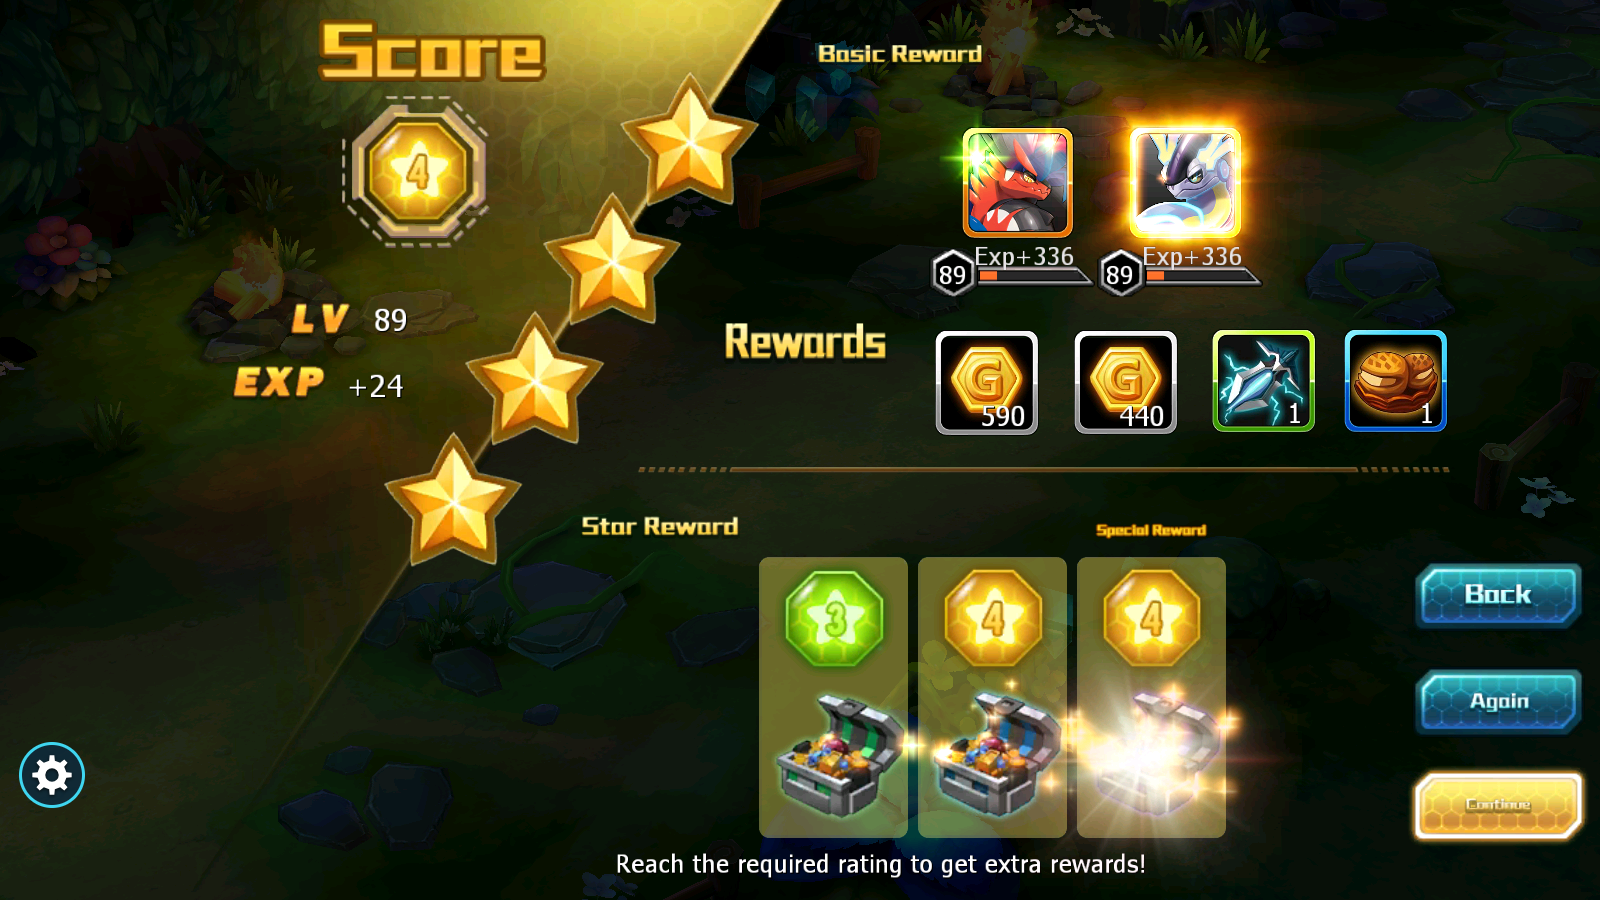 Score
4
LV 89
EXP +24
Basic Reward
Exp+336
89
Exp+336
89
Rewards
G
590
G
440
1
1
Star Reward
Special Reward
3
4
4
Back
Again
Continue
Reach the required rating to get extra rewards!